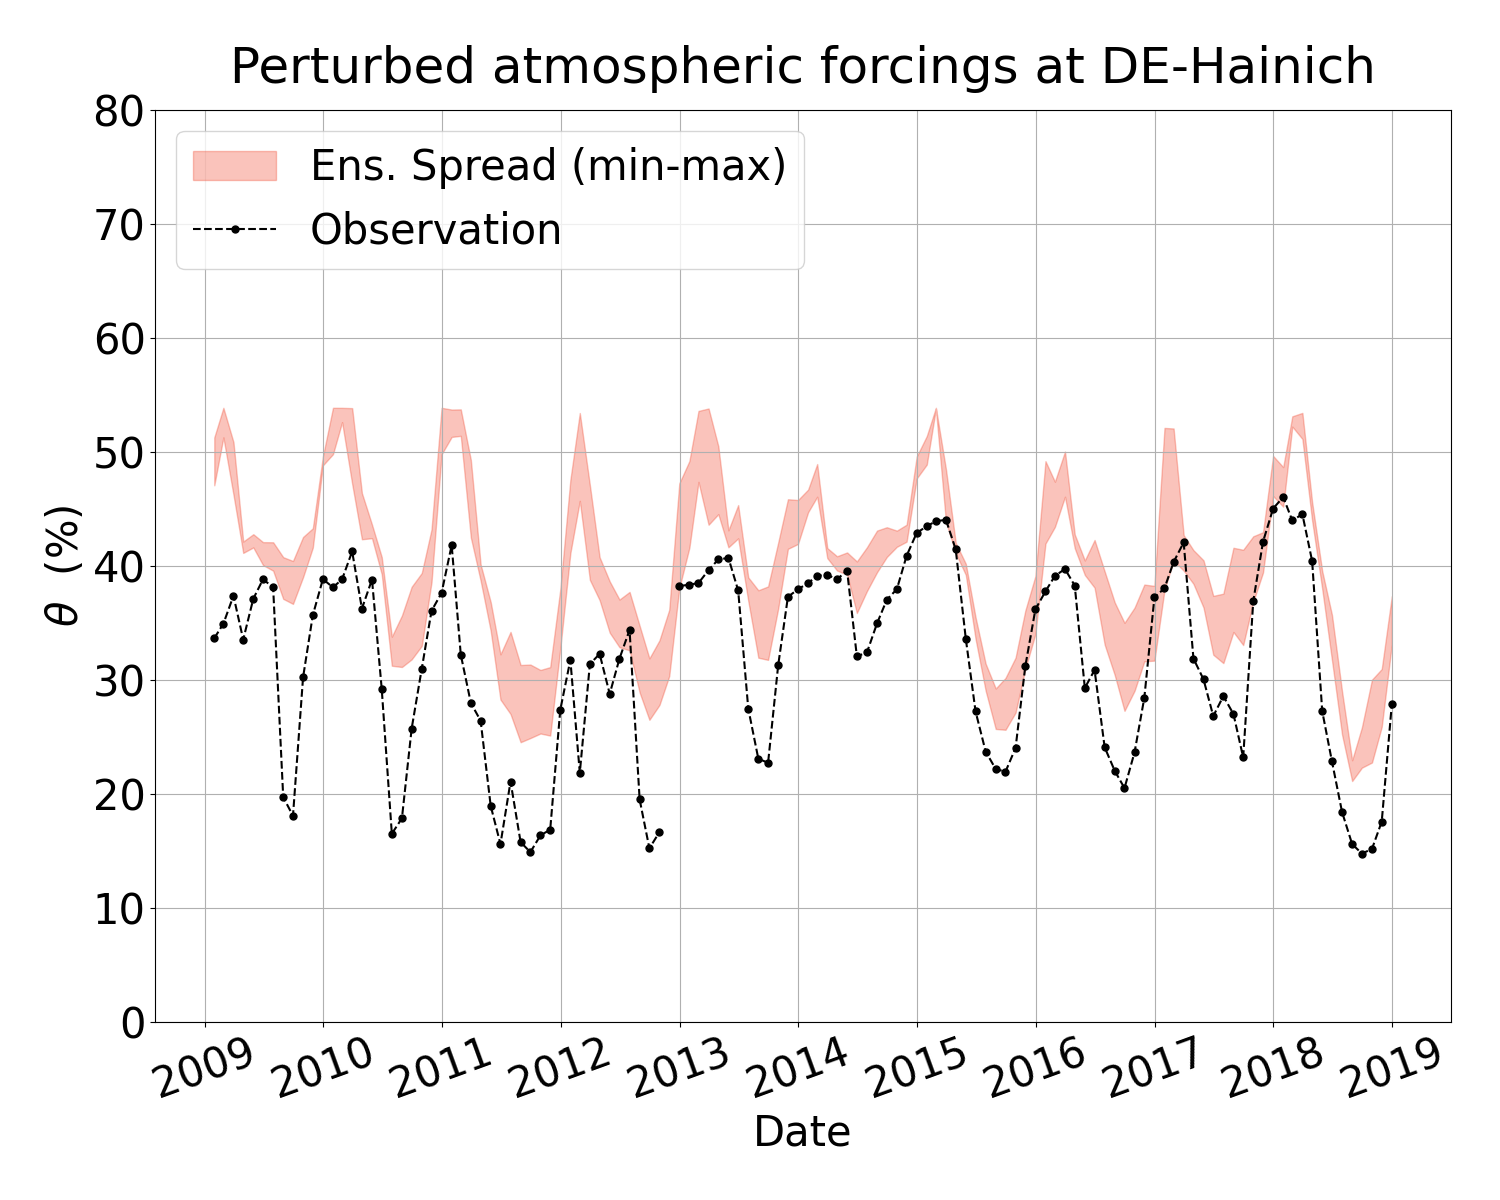 Perturbed atmospheric forcings at DE-Hainich
Ens. Spread (min-max)
Observation
80
70
60
50
40
30
20
10
0
θ (%)
2009 2010 2011 2012 2013 2014 2015 2016 2017 2018 2019
Date